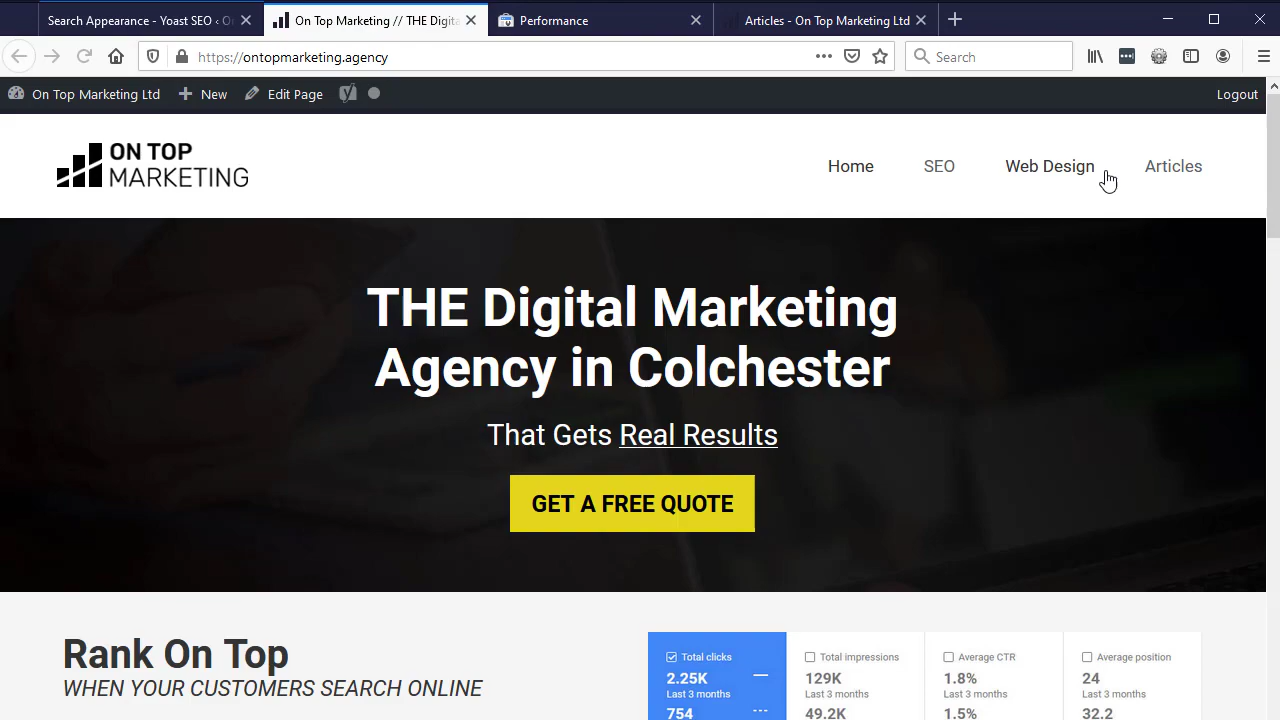 Search Appearance - Yoast SEO ‹ O
On Top Marketing // THE Digita
Performance
Articles - On Top Marketing Ltd
https://ontopmarketing.agency
Search
On Top Marketing Ltd
New
Edit Page
Logout
ON TOP
MARKETING
Home
SEO
Web Design
Articles
THE Digital Marketing
Agency in Colchester
That Gets Real Results
GET A FREE QUOTE
Rank On Top
WHEN YOUR CUSTOMERS SEARCH ONLINE
Total clicks
2.25K
Last 3 months
754
Total impressions
129K
Last 3 months
49.2K
Average CTR
1.8%
Last 3 months
1.5%
Average position
24
Last 3 months
32.2